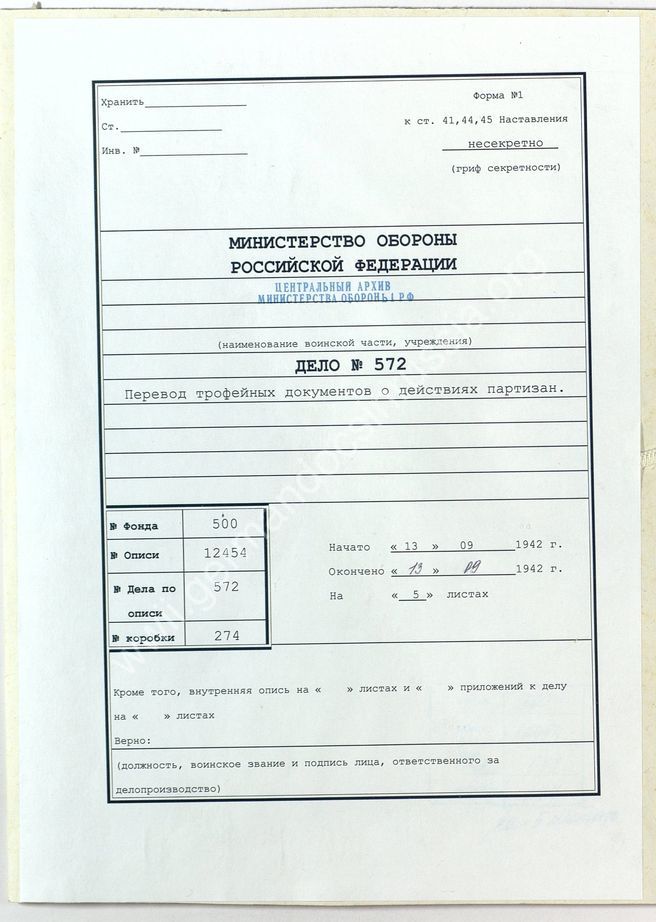 Хранить
Форма №1
Ст.
к ст. 41,44,45 Наставления
Инв. №
несекретно
(гриф секретности)
МИНИСТЕРСТВО ОБОРОНЫ
РОССИЙСКОЙ ФЕДЕРАЦИИ
ЦЕНТРАЛЬНЫЙ АРХИВ
МИНИСТЕРСТВА ОБОРОНЫ РФ
(наименование воинской части, учреждения)
ДЕЛО № 572
Перевод трофейных документов о действиях партизан.
№ Фонда 500
№ Описи 12454
№ Дела по описи 572
№ коробки 274
Начато « 13 » 09 1942 г.
Окончено « 13 » 09 1942 г.
На « 5 » листах
Кроме того, внутренняя опись на « » листах и « » приложений к делу
на « » листах
Верно:
(должность, воинское звание и подпись лица, ответственного за
делопроизводство)